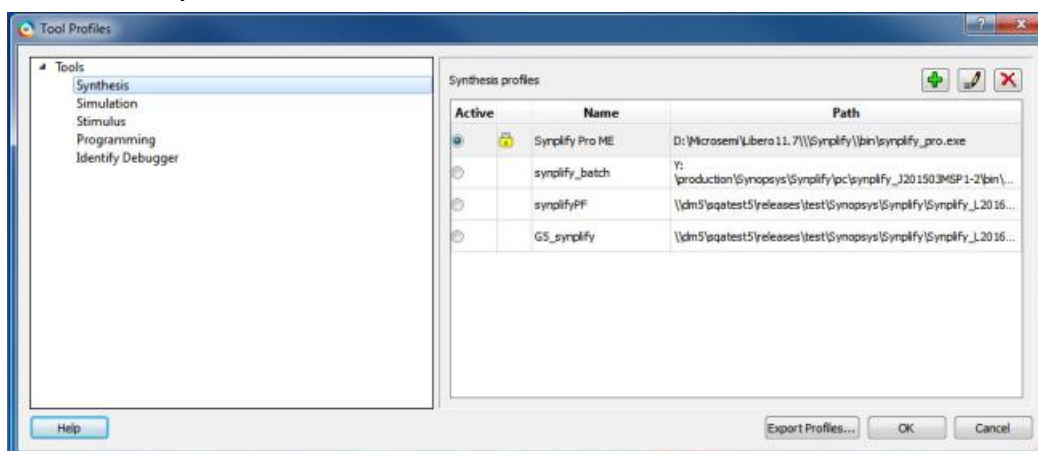 Tool Profiles
Tools
Synthesis
Simulation
Stimulus
Programming
Identify Debugger
Synthesis profiles
Active Name Path
Synplify Pro ME D:\Microsemi\Libero11.7\\\Synplify\\bin\synplify_pro.exe
synplify_batch Y:
\production\Synopsys\Synplify\pc\synplify_J201503MSP1-2\bin\...
synplifyPF \\dm5\sqatest5\releases\test\Synopsys\Synplify\Synplify_L2016...
GS_synplify \\dm5\sqatest5\releases\test\Synopsys\Synplify\Synplify_L2016...
Help Export Profiles... OK Cancel